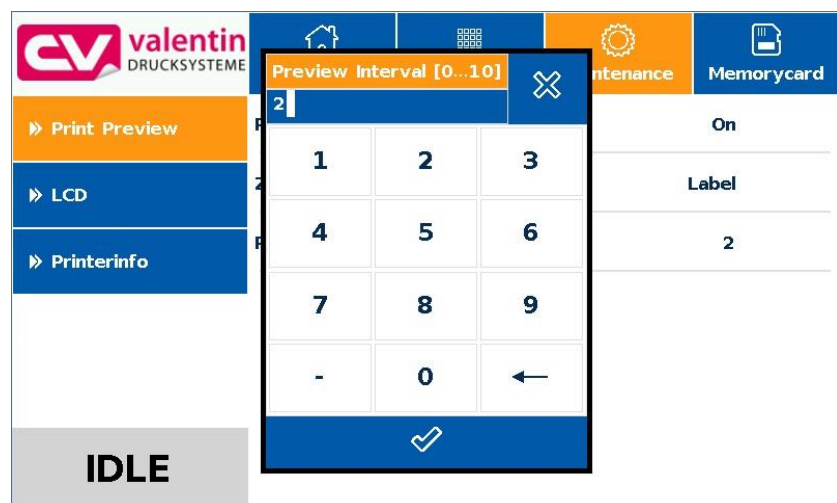 valentin
DRUCKSYSTEME
Memorycard
Preview Interval [0...10]
2
Print Preview
LCD
Printerinfo
On
Label
2
1 2 3
4 5 6
7 8 9
- 0
IDLE